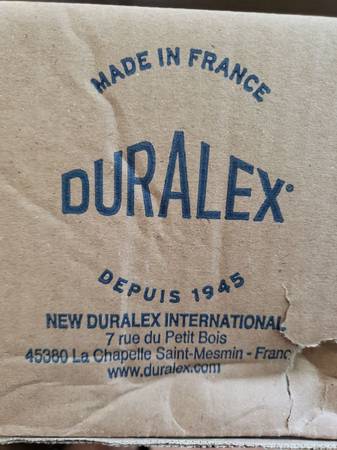 MADE IN FRANCE
DURALEX®
DEPUIS 1945
NEW DURALEX INTERNATIONAL
7 rue du Petit Bois
45380 La Chapelle Saint-Mesmin - Franc
www.duralex.com